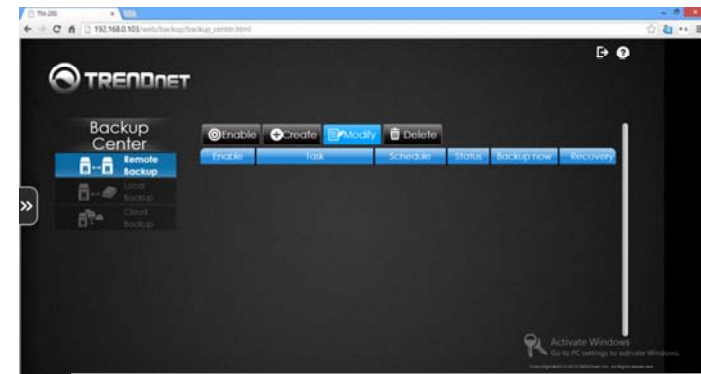 TN-200
192.168.0.103/web/backup/backup_center.html
TRENDnet
Backup
Center
Remote
Backup
Local
Backup
Cloud
Backup
Enable Create Modify Delete
Enable Task Schedule Status Backup now Recovery
Activate Windows
Go to PC settings to activate Windows.